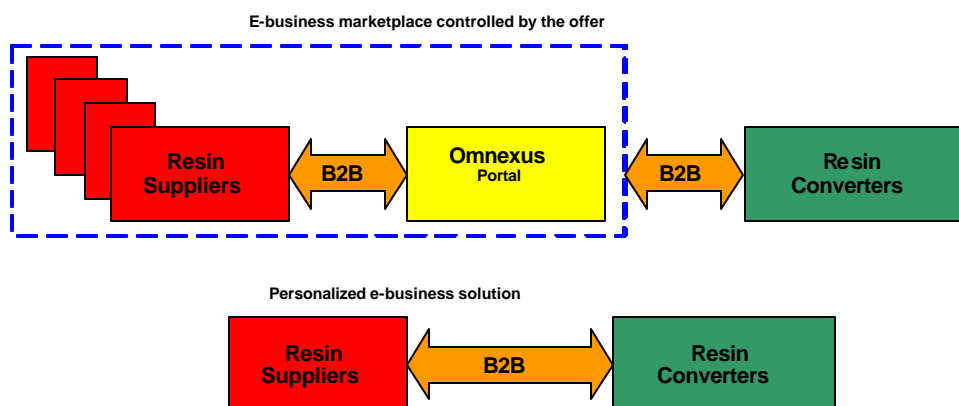 E-business marketplace controlled by the offer
Resin
Suppliers
B2B
Omnexus
Portal
B2B
Resin
Converters
Personalized e-business solution
Resin
Suppliers
B2B
Resin
Converters